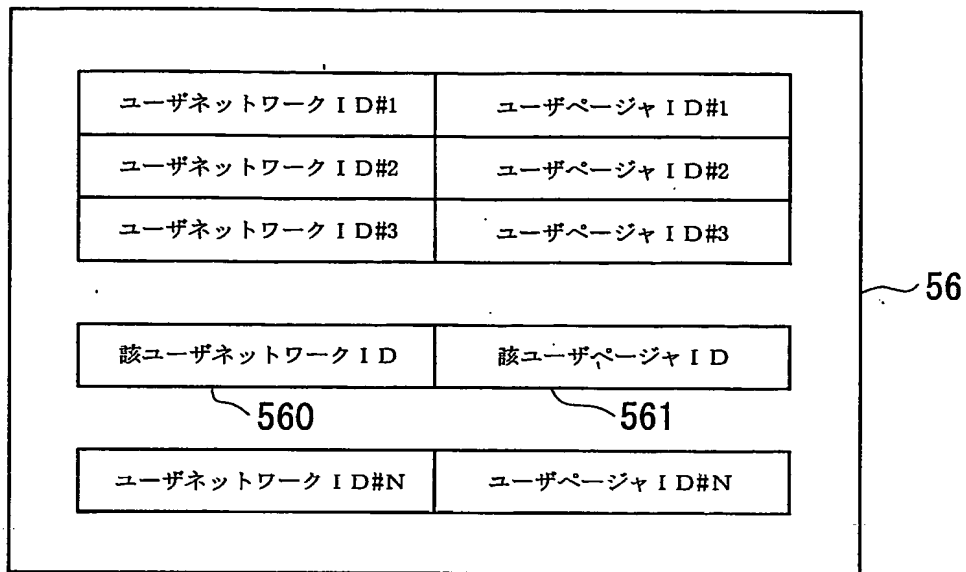 ユーザネットワークID#1 ユーザページャID#1
ユーザネットワークID#2 ユーザページャID#2
ユーザネットワークID#3 ユーザページャID#3
56
該ユーザネットワークID 該ユーザページャID
560 561
ユーザネットワークID#N ユーザページャID#N